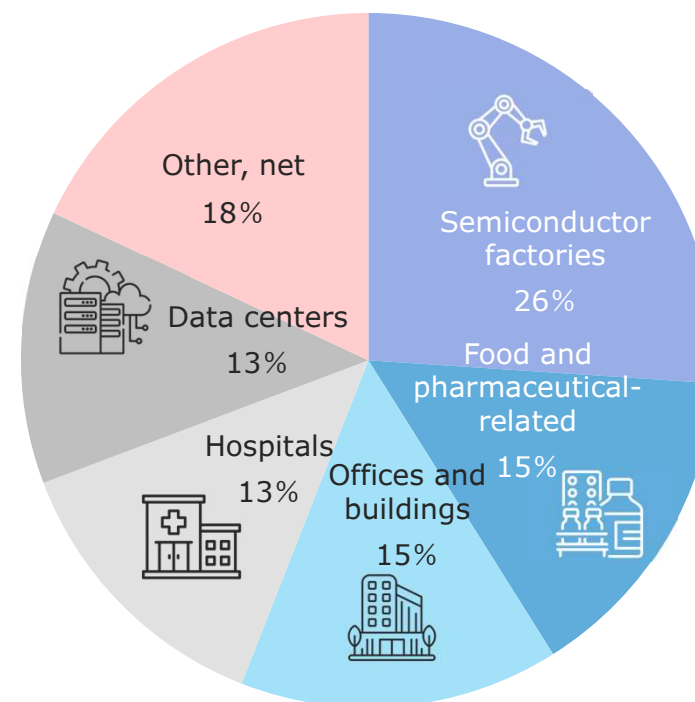 Semiconductor
factories
26%
Food and
pharmaceutical-
related
15%
Offices and
buildings
15%
Hospitals
13%
Data centers
13%
Other, net
18%